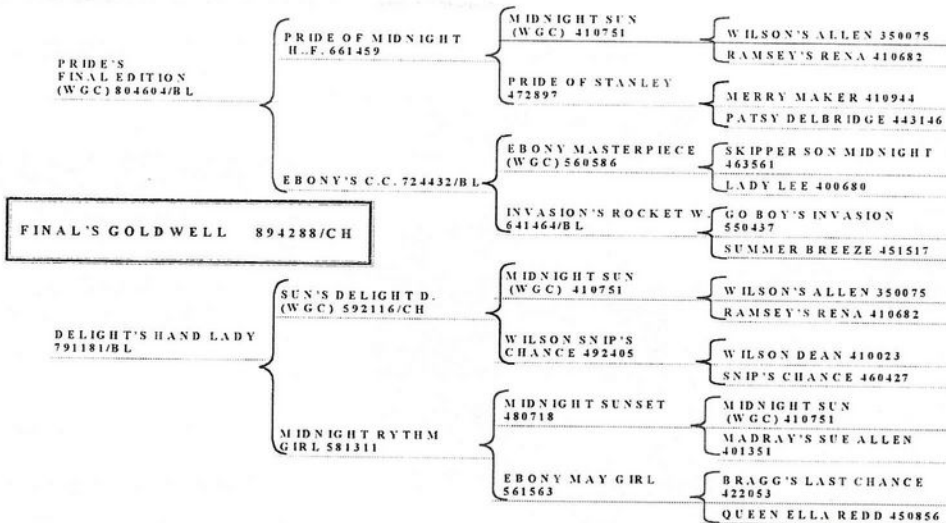 PRIDE'S
FINAL EDITION
(WGC) 804604/BL
PRIDE OF MIDNIGHT
H..F. 661459
MIDNIGHT SUN
(WGC) 410751
WILSON'S ALLEN 350075
RAMSEY'S RENA 410682
PRIDE OF STANLEY
472897
MERRY MAKER 410944
PATSY DELBRIDGE 443146
EBONY'S C.C. 724432/BL
EBONY MASTERPIECE
(WGC) 560586
SKIPPER SON MIDNIGHT
463561
LADY LEE 400680
INVASION'S ROCKET W.
641464/BL
GO BOY'S INVASION
550437
SUMMER BREEZE 451517
FINAL'S GOLDWELL 894288/CH
DELIGHT'S HAND LADY
791181/BL
SUN'S DELIGHT D.
(WGC) 592116/CH
MIDNIGHT SUN
(WGC) 410751
WILSON'S ALLEN 350075
RAMSEY'S RENA 410682
WILSON SNIP'S
CHANCE 492405
WILSON DEAN 410023
SNIP'S CHANCE 460427
MIDNIGHT RYTHM
GIRL 581311
MIDNIGHT SUNSET
480718
MIDNIGHT SUN
(WGC) 410751
MADRAY'S SUE ALLEN
401351
EBONY MAY GIRL
561563
BRAGG'S LAST CHANCE
422053
QUEEN ELLA REDD 450856